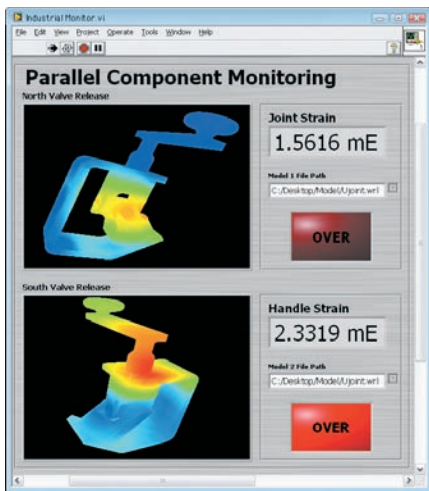 Industrial Monitor.vi
File Edit View Project Operate Tools Window Help
Parallel Component Monitoring
North Valve Release
Joint Strain
1.5616 mE
Model 1 File Path
C:/Desktop/Model/Ujoint.wrl
OVER
South Valve Release
Handle Strain
2.3319 mE
Model 2 File Path
C:/Desktop/Model/Ujoint.wrl
OVER